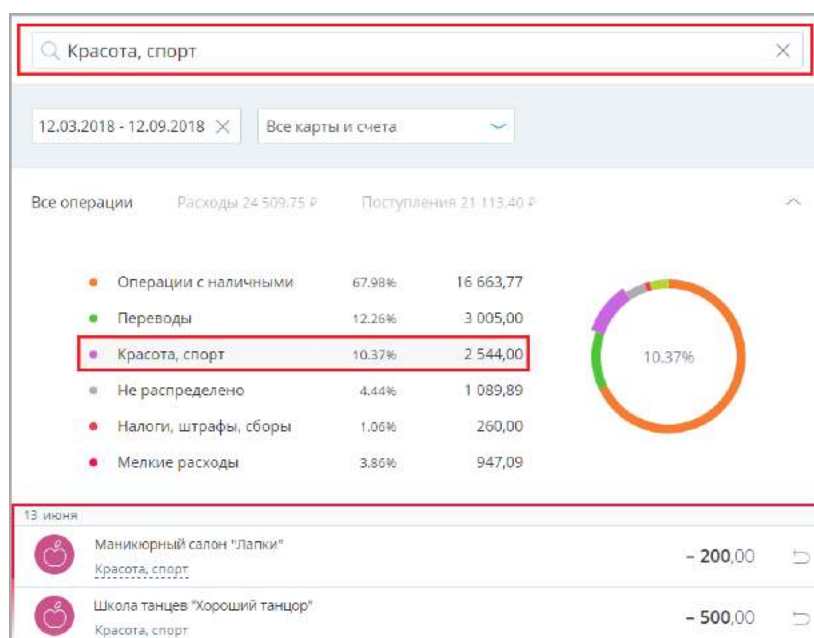 Красота, спорт
12.03.2018 - 12.09.2018 Все карты и счета
Все операции Расходы 24 509.75 ₽ Поступления 21 113,40 ₽
Операции с наличными 67.98% 16 663,77
Переводы 12.26% 3 005,00
Красота, спорт 10.37% 2 544,00
10.37%
Не распределено 4.44% 1 089,89
Налоги, штрафы, сборы 1.06% 260,00
Мелкие расходы 3.86% 947,09
13 июня
Маникюрный салон "Лапки"
– 200,00
Красота, спорт
Школа танцев "Хороший танцор"
– 500,00
Красота, спорт